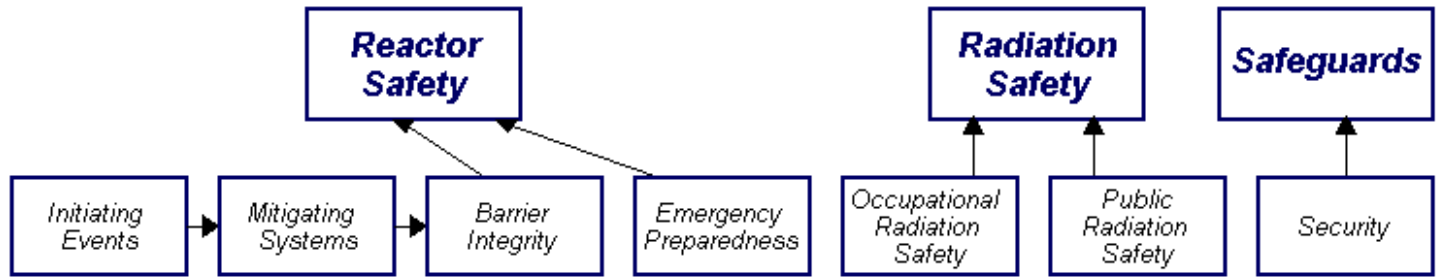 Reactor
Safety
Radiation
Safety
Safeguards
Initiating
Events
Mitigating
Systems
Barrier
Integrity
Emergency
Preparedness
Occupational
Radiation
Safety
Public
Radiation
Safety
Security